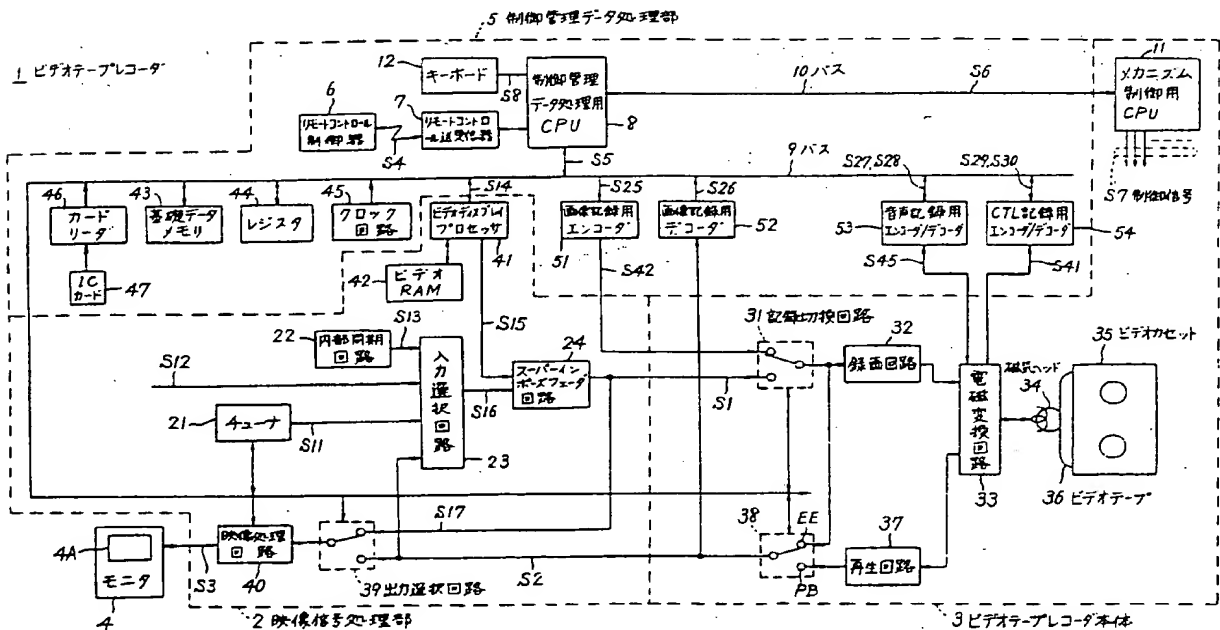 5 制御管理データ処理部
1 ビデオテープレコーダ
12
キーボード
S8
制御管理
データ処理用
CPU
8
10 バス
S6
11
メカニズム
制御用
CPU
S7 制御信号
6
リモートコントロール
制御器
S4
7
リモートコントロ
ール送受信器
S5
9 バス
46
カード
リーダ
43
基礎データ
メモリ
44
レジスタ
45
クロック
回路
S14
ビデオディスプレイ
プロセッサ
41
S25
画像記録用
エンコーダ
51
S26
画像記録用
デコーダ
52
S27,S28
音声記録用
エンコーダ/デコーダ
53
S45
S29,S30
CTL記録用
エンコーダ/デコーダ
54
S41
ICカード
47
42
ビデオ
RAM
S15
S42
22
内部同期
回路
S13
S12
21
チューナ
S11
入力選択回路
23
S16
24
スーパーイン
ポーズフェーダ
回路
31 記録切換回路
S1
32
録画回路
電磁変換回路
33
磁気ヘッド
34
35 ビデオカセット
36 ビデオテープ
4A
モニタ
4
S3
映像処理
回路
40
39 出力選択回路
S17
S2
38
EE
PB
37
再生回路
2 映像信号処理部
3 ビデオテープレコーダ本体